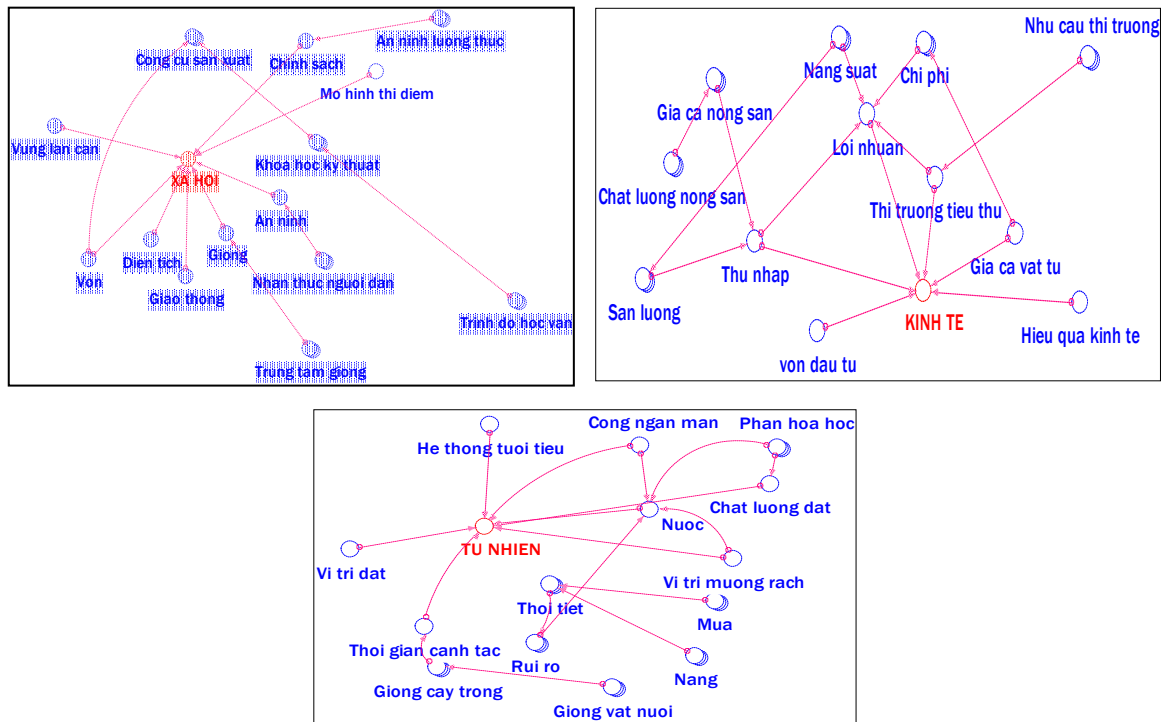 An ninh luong thuc
Cong cu san xuat
Chinh sach
Mo hinh thi diem
Vung lan can
Khoa hoc ky thuat
XA HOI
An ninh
Giong
Dien tich
Von
Giao thong
Nhan thuc nguoi dan
Trinh do hoc van
Trung tam giong
Nhu cau thi truong
Nang suat
Chi phi
Gia ca nong san
Loi nhuan
Chat luong nong san
Thi truong tieu thu
Thu nhap
Gia ca vat tu
San luong
KINH TE
Hieu qua kinh te
von dau tu
Cong ngan man
Phan hoa hoc
He thong tuoi tieu
Chat luong dat
Nuoc
TU NHIEN
Vi tri dat
Vi tri muong rach
Thoi tiet
Mua
Thoi gian canh tac
Rui ro
Nang
Giong cay trong
Giong vat nuoi